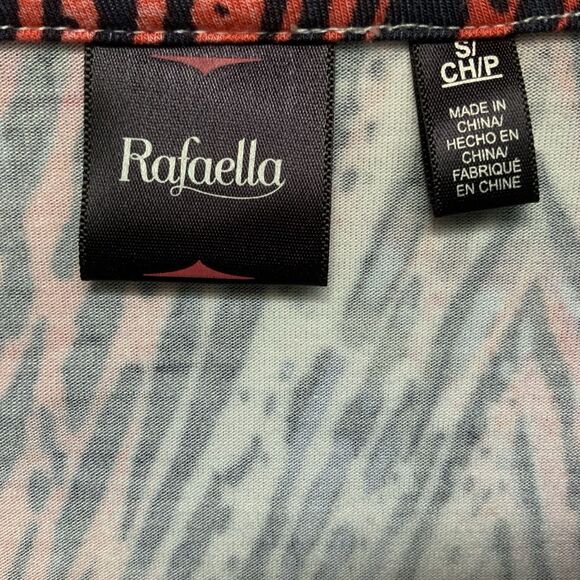 Rafaella
S/
CH/P
MADE IN
CHINA/
HECHO EN
CHINA/
FABRIQUÉ
EN CHINE